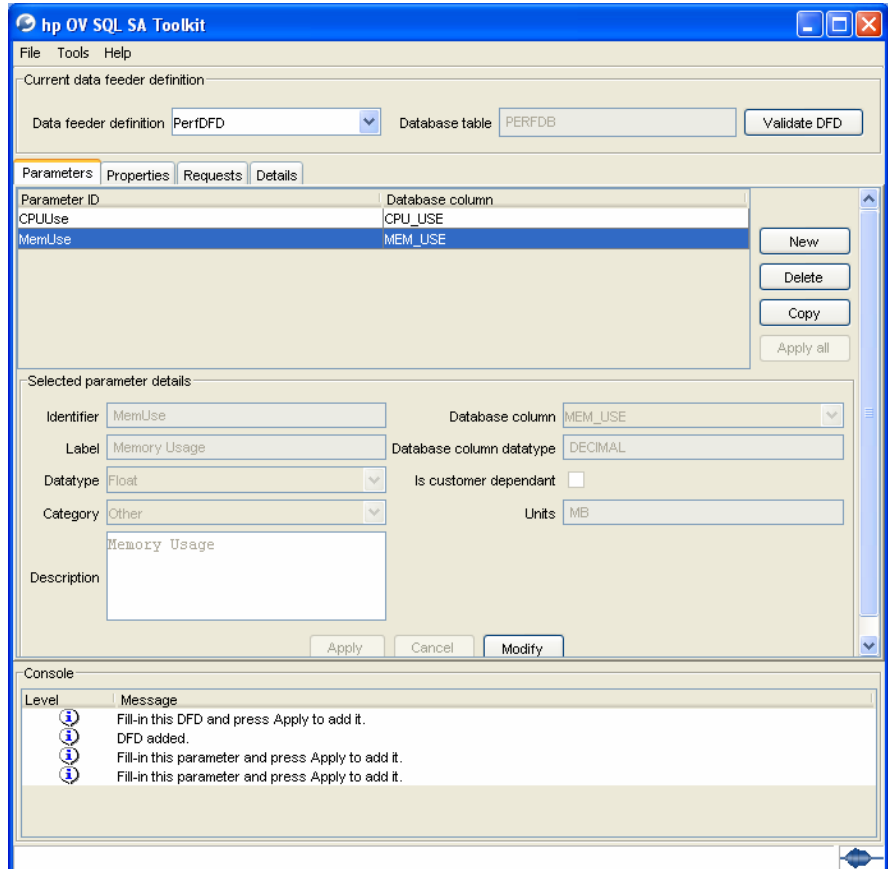 hp OV SQL SA Toolkit
File Tools Help
Current data feeder definition
Data feeder definition PerfDFD Database table PERFDB Validate DFD
Parameters Properties Requests Details
Parameter ID Database column
CPUUse CPU_USE
MemUse MEM_USE
New
Delete
Copy
Apply all
Selected parameter details
Identifier MemUse Database column MEM_USE
Label Memory Usage Database column datatype DECIMAL
Datatype Float Is customer dependant
Category Other Units MB
Description Memory Usage
Apply Cancel Modify
Console
Level Message
Fill-in this DFD and press Apply to add it.
DFD added.
Fill-in this parameter and press Apply to add it.
Fill-in this parameter and press Apply to add it.